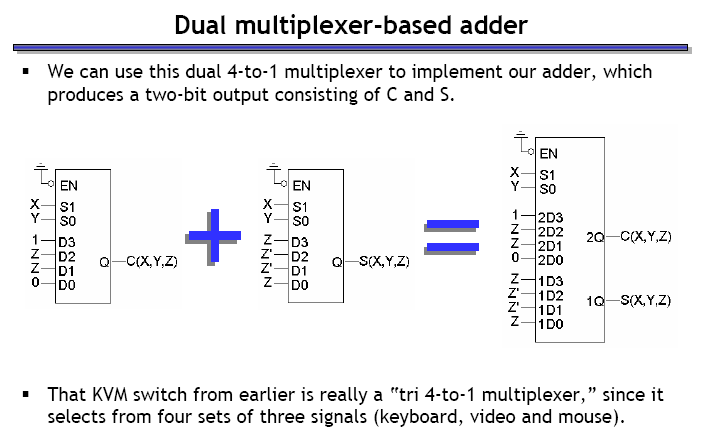 Dual multiplexer-based adder
We can use this dual 4-to-1 multiplexer to implement our adder, which
produces a two-bit output consisting of C and S.
EN
X S1
Y S0
1 D3
Z D2
Z D1
0 D0
Q C(X,Y,Z)
+
EN
X S1
Y S0
Z D3
Z' D2
Z' D1
Z D0
Q S(X,Y,Z)
=
EN
X S1
Y S0
1 2D3
Z 2D2
Z 2D1
0 2D0
2Q C(X,Y,Z)
Z 1D3
Z' 1D2
Z' 1D1
Z 1D0
1Q S(X,Y,Z)
That KVM switch from earlier is really a “tri 4-to-1 multiplexer,” since it
selects from four sets of three signals (keyboard, video and mouse).